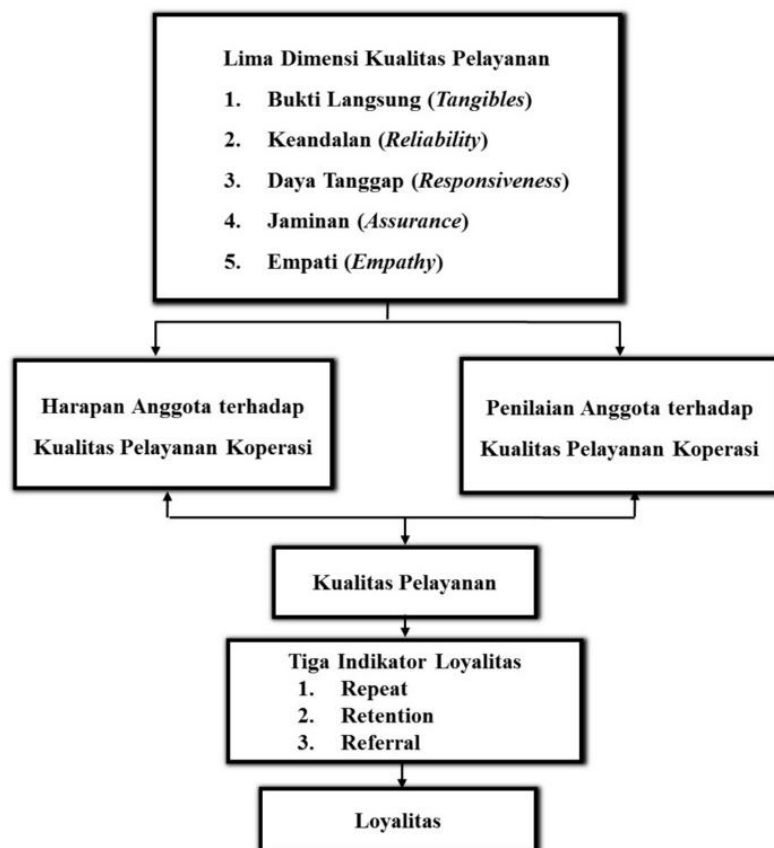 Lima Dimensi Kualitas Pelayanan
1. Bukti Langsung (Tangibles)
2. Keandalan (Reliability)
3. Daya Tanggap (Responsiveness)
4. Jaminan (Assurance)
5. Empati (Empathy)
Harapan Anggota terhadap
Kualitas Pelayanan Koperasi
Penilaian Anggota terhadap
Kualitas Pelayanan Koperasi
Kualitas Pelayanan
Tiga Indikator Loyalitas
1. Repeat
2. Retention
3. Referral
Loyalitas